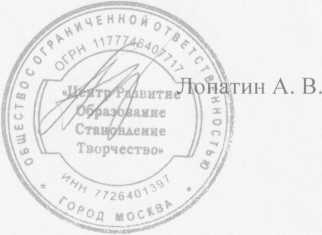 ОБЩЕСТВО С ОГРАНИЧЕННОЙ ОТВЕТСТВЕННОСТЬЮ
ОГРН 1177746407717
«Центр Развитие
Образование
Становление
Творчество»
ИНН 7726401397
* ГОРОД МОСКВА *
Лопатин А. В.